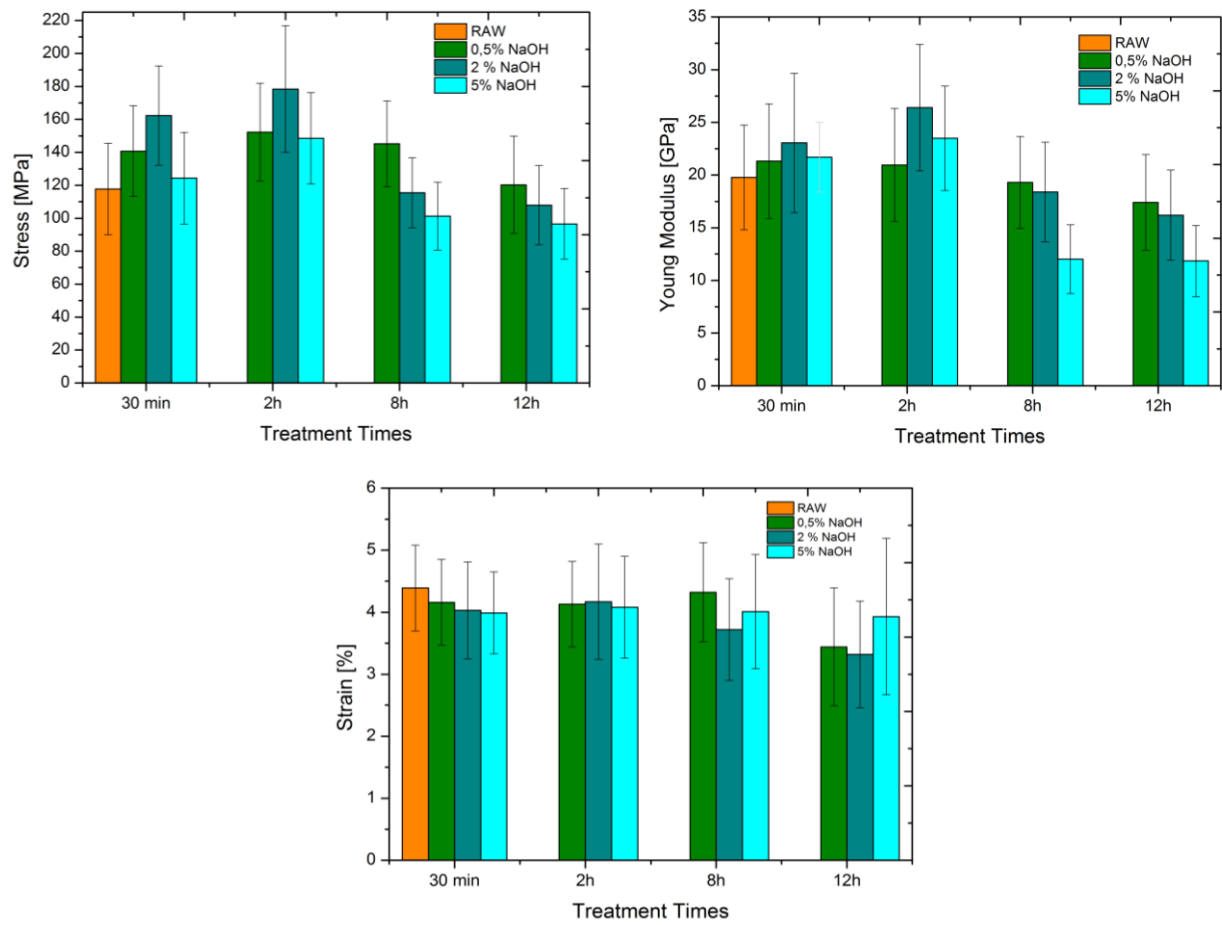 220
200
180
160
140
120
100
80
60
40
20
0
Stress [MPa]
RAW
0,5% NaOH
2 % NaOH
5% NaOH
30 min 2h 8h 12h
Treatment Times
35
30
25
20
15
10
5
0
Young Modulus [GPa]
RAW
0,5% NaOH
2 % NaOH
5% NaOH
30 min 2h 8h 12h
Treatment Times
6
5
4
3
2
1
0
Strain [%]
RAW
0,5% NaOH
2 % NaOH
5% NaOH
30 min 2h 8h 12h
Treatment Times